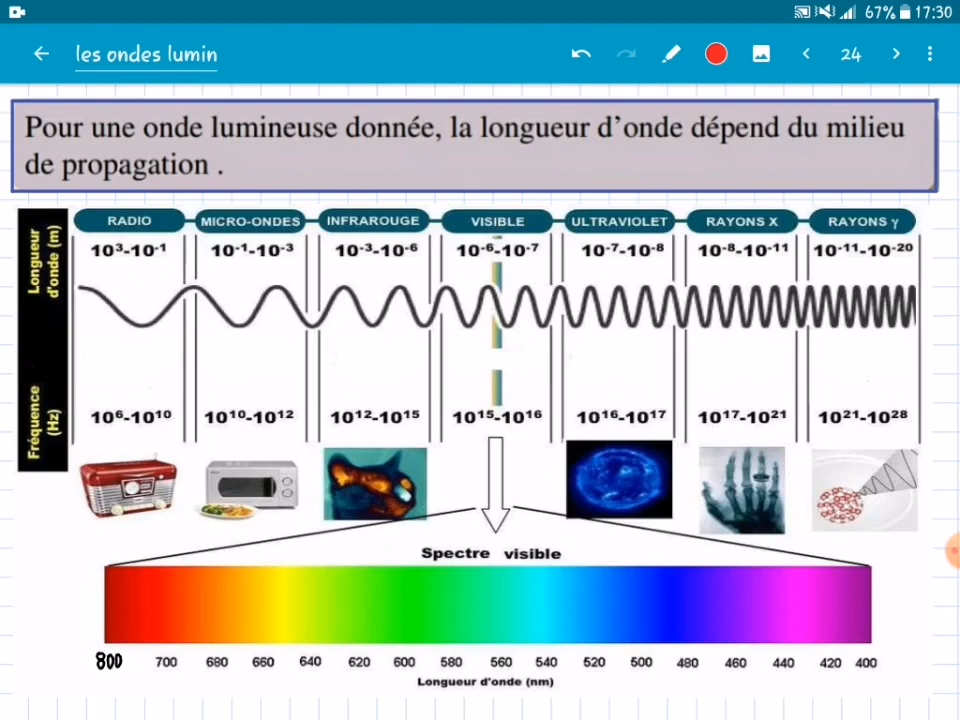 67% 17:30
les ondes lumin
24
Pour une onde lumineuse donnée, la longueur d’onde dépend du milieu
de propagation .
Longueur
d'onde (m)
RADIO MICRO-ONDES INFRAROUGE VISIBLE ULTRAVIOLET RAYONS X RAYONS γ
10³-10⁻¹ 10⁻¹-10⁻³ 10⁻³-10⁻⁶ 10⁻⁶-10⁻⁷ 10⁻⁷-10⁻⁸ 10⁻⁸-10⁻¹¹ 10⁻¹¹-10⁻²⁰
Fréquence
(Hz)
10⁶-10¹⁰ 10¹⁰-10¹² 10¹²-10¹⁵ 10¹⁵-10¹⁶ 10¹⁶-10¹⁷ 10¹⁷-10²¹ 10²¹-10²⁸
Spectre visible
800 700 680 660 640 620 600 580 560 540 520 500 480 460 440 420 400
Longueur d'onde (nm)